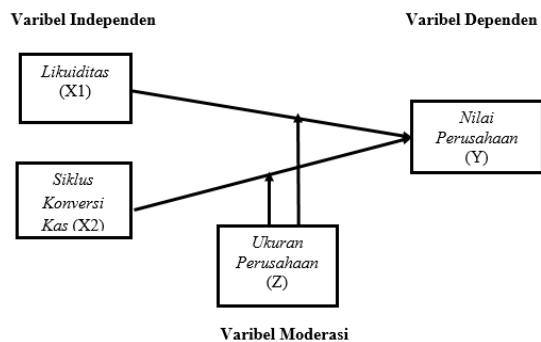 Varibel Independen
Varibel Dependen
Likuiditas
(X1)
Nilai
Perusahaan
(Y)
Siklus
Konversi
Kas (X2)
Ukuran
Perusahaan
(Z)
Varibel Moderasi